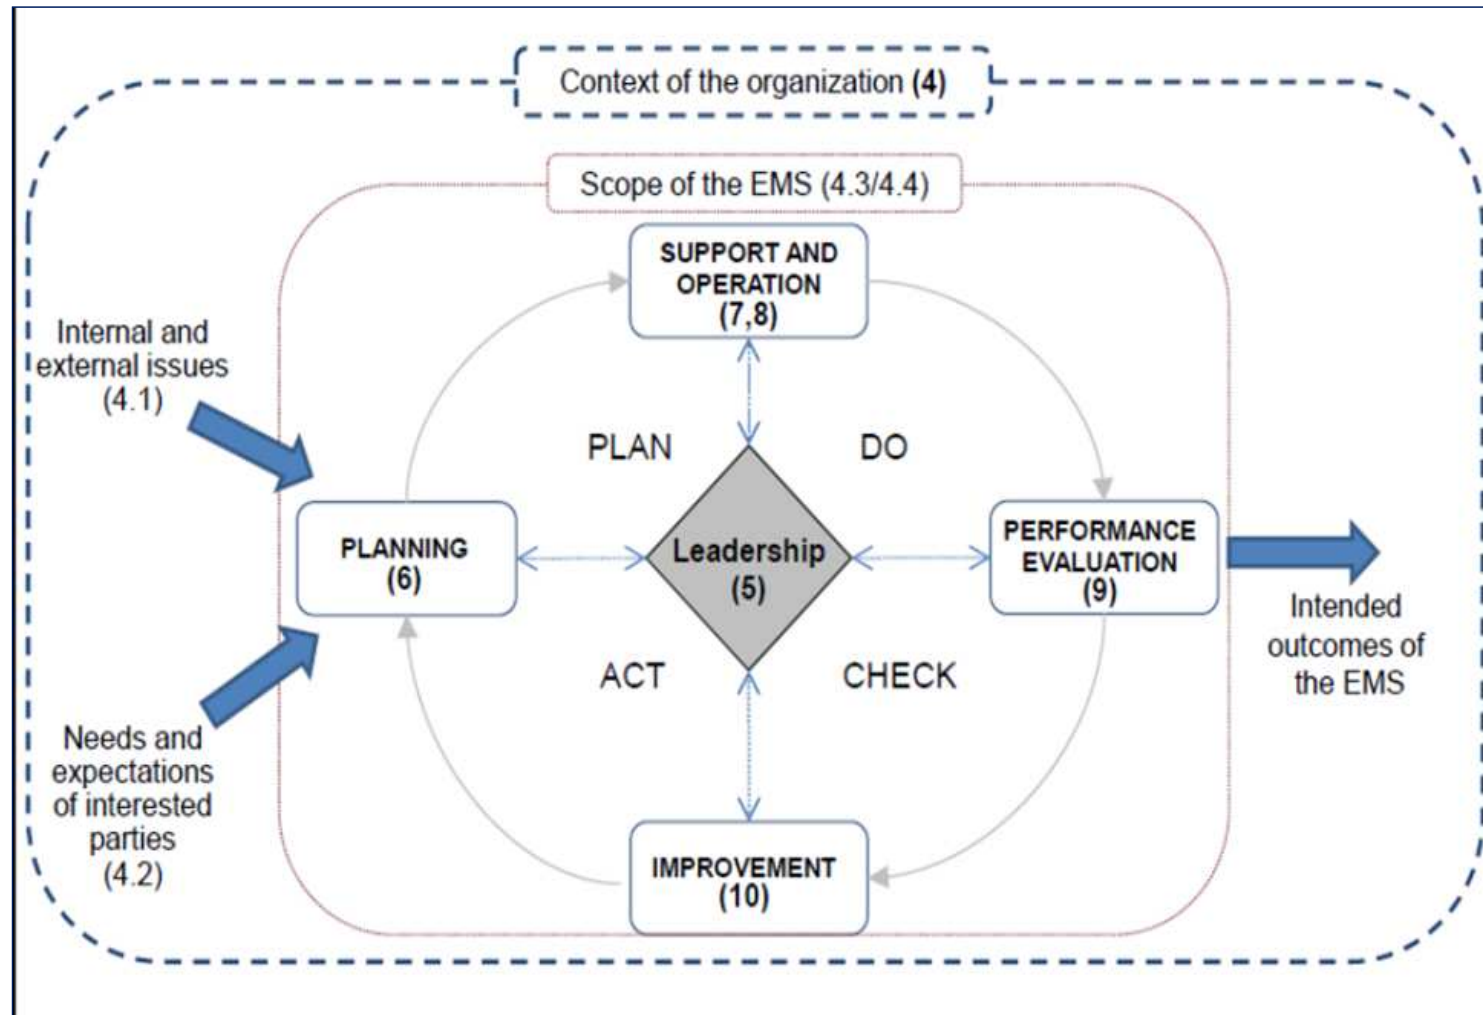 Context of the organization (4)
Scope of the EMS (4.3/4.4)
SUPPORT AND
OPERATION
(7,8)
Internal and
external issues
(4.1)
PLAN
DO
PLANNING
(6)
Leadership
(5)
PERFORMANCE
EVALUATION
(9)
Intended
outcomes of
the EMS
ACT
CHECK
Needs and
expectations
of interested
parties
(4.2)
IMPROVEMENT
(10)